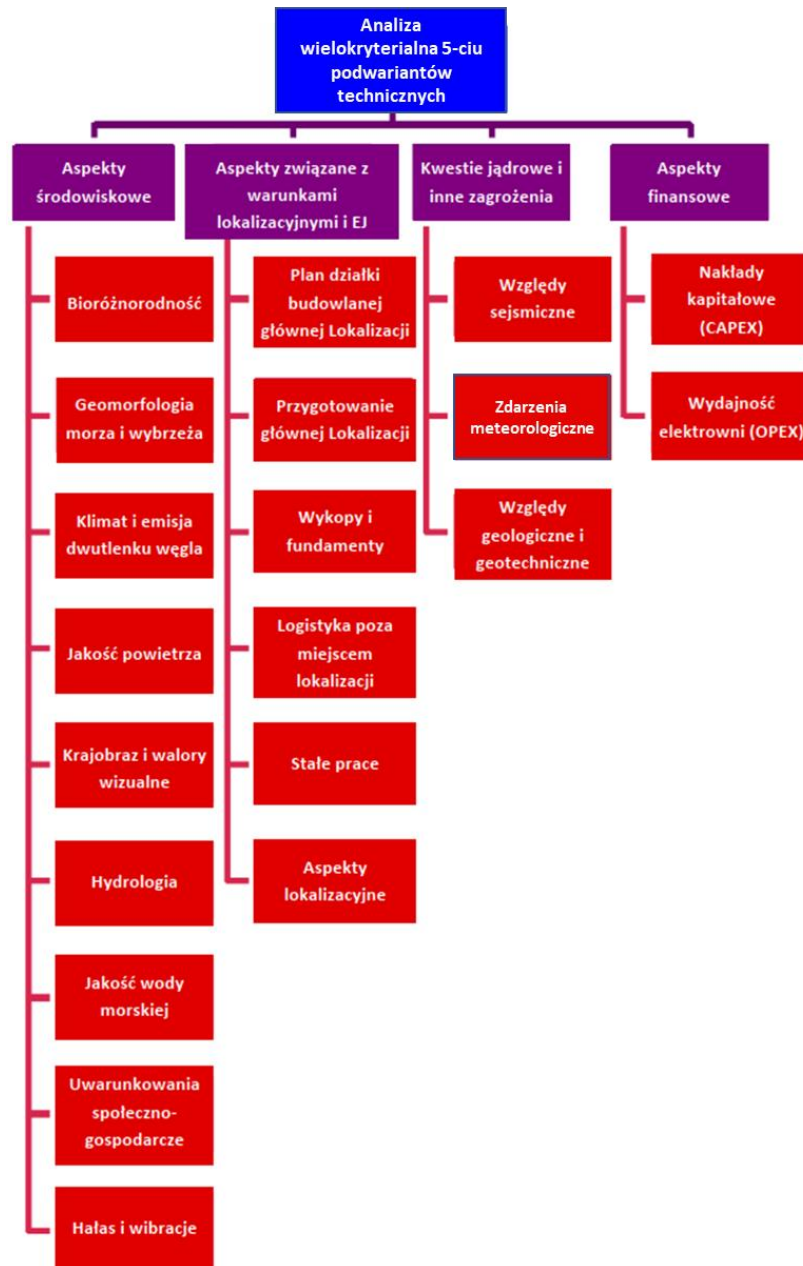 Analiza
wielokryterialna 5-ciu
podwariantów
technicznych
Aspekty
środowiskowe
Aspekty związane z
warunkami
lokalizacyjnymi i EJ
Kwestie jądrowe i
inne zagrożenia
Aspekty
finansowe
Bioróżnorodność
Geomorfologia
morza i wybrzeża
Klimat i emisja
dwutlenku węgla
Jakość powietrza
Krajobraz i walory
wizualne
Hydrologia
Jakość wody
morskiej
Uwarunkowania
społeczno-
gospodarcze
Hałas i wibracje
Plan działki
budowlanej
głównej Lokalizacji
Przygotowanie
głównej Lokalizacji
Wykopy i
fundamenty
Logistyka poza
miejscem
lokalizacji
Stałe prace
Aspekty
lokalizacyjne
Względy
sejsmiczne
Zdarzenia
meteorologiczne
Względy
geologiczne i
geotechniczne
Nakłady
kapitałowe
(CAPEX)
Wydajność
elektrowni (OPEX)